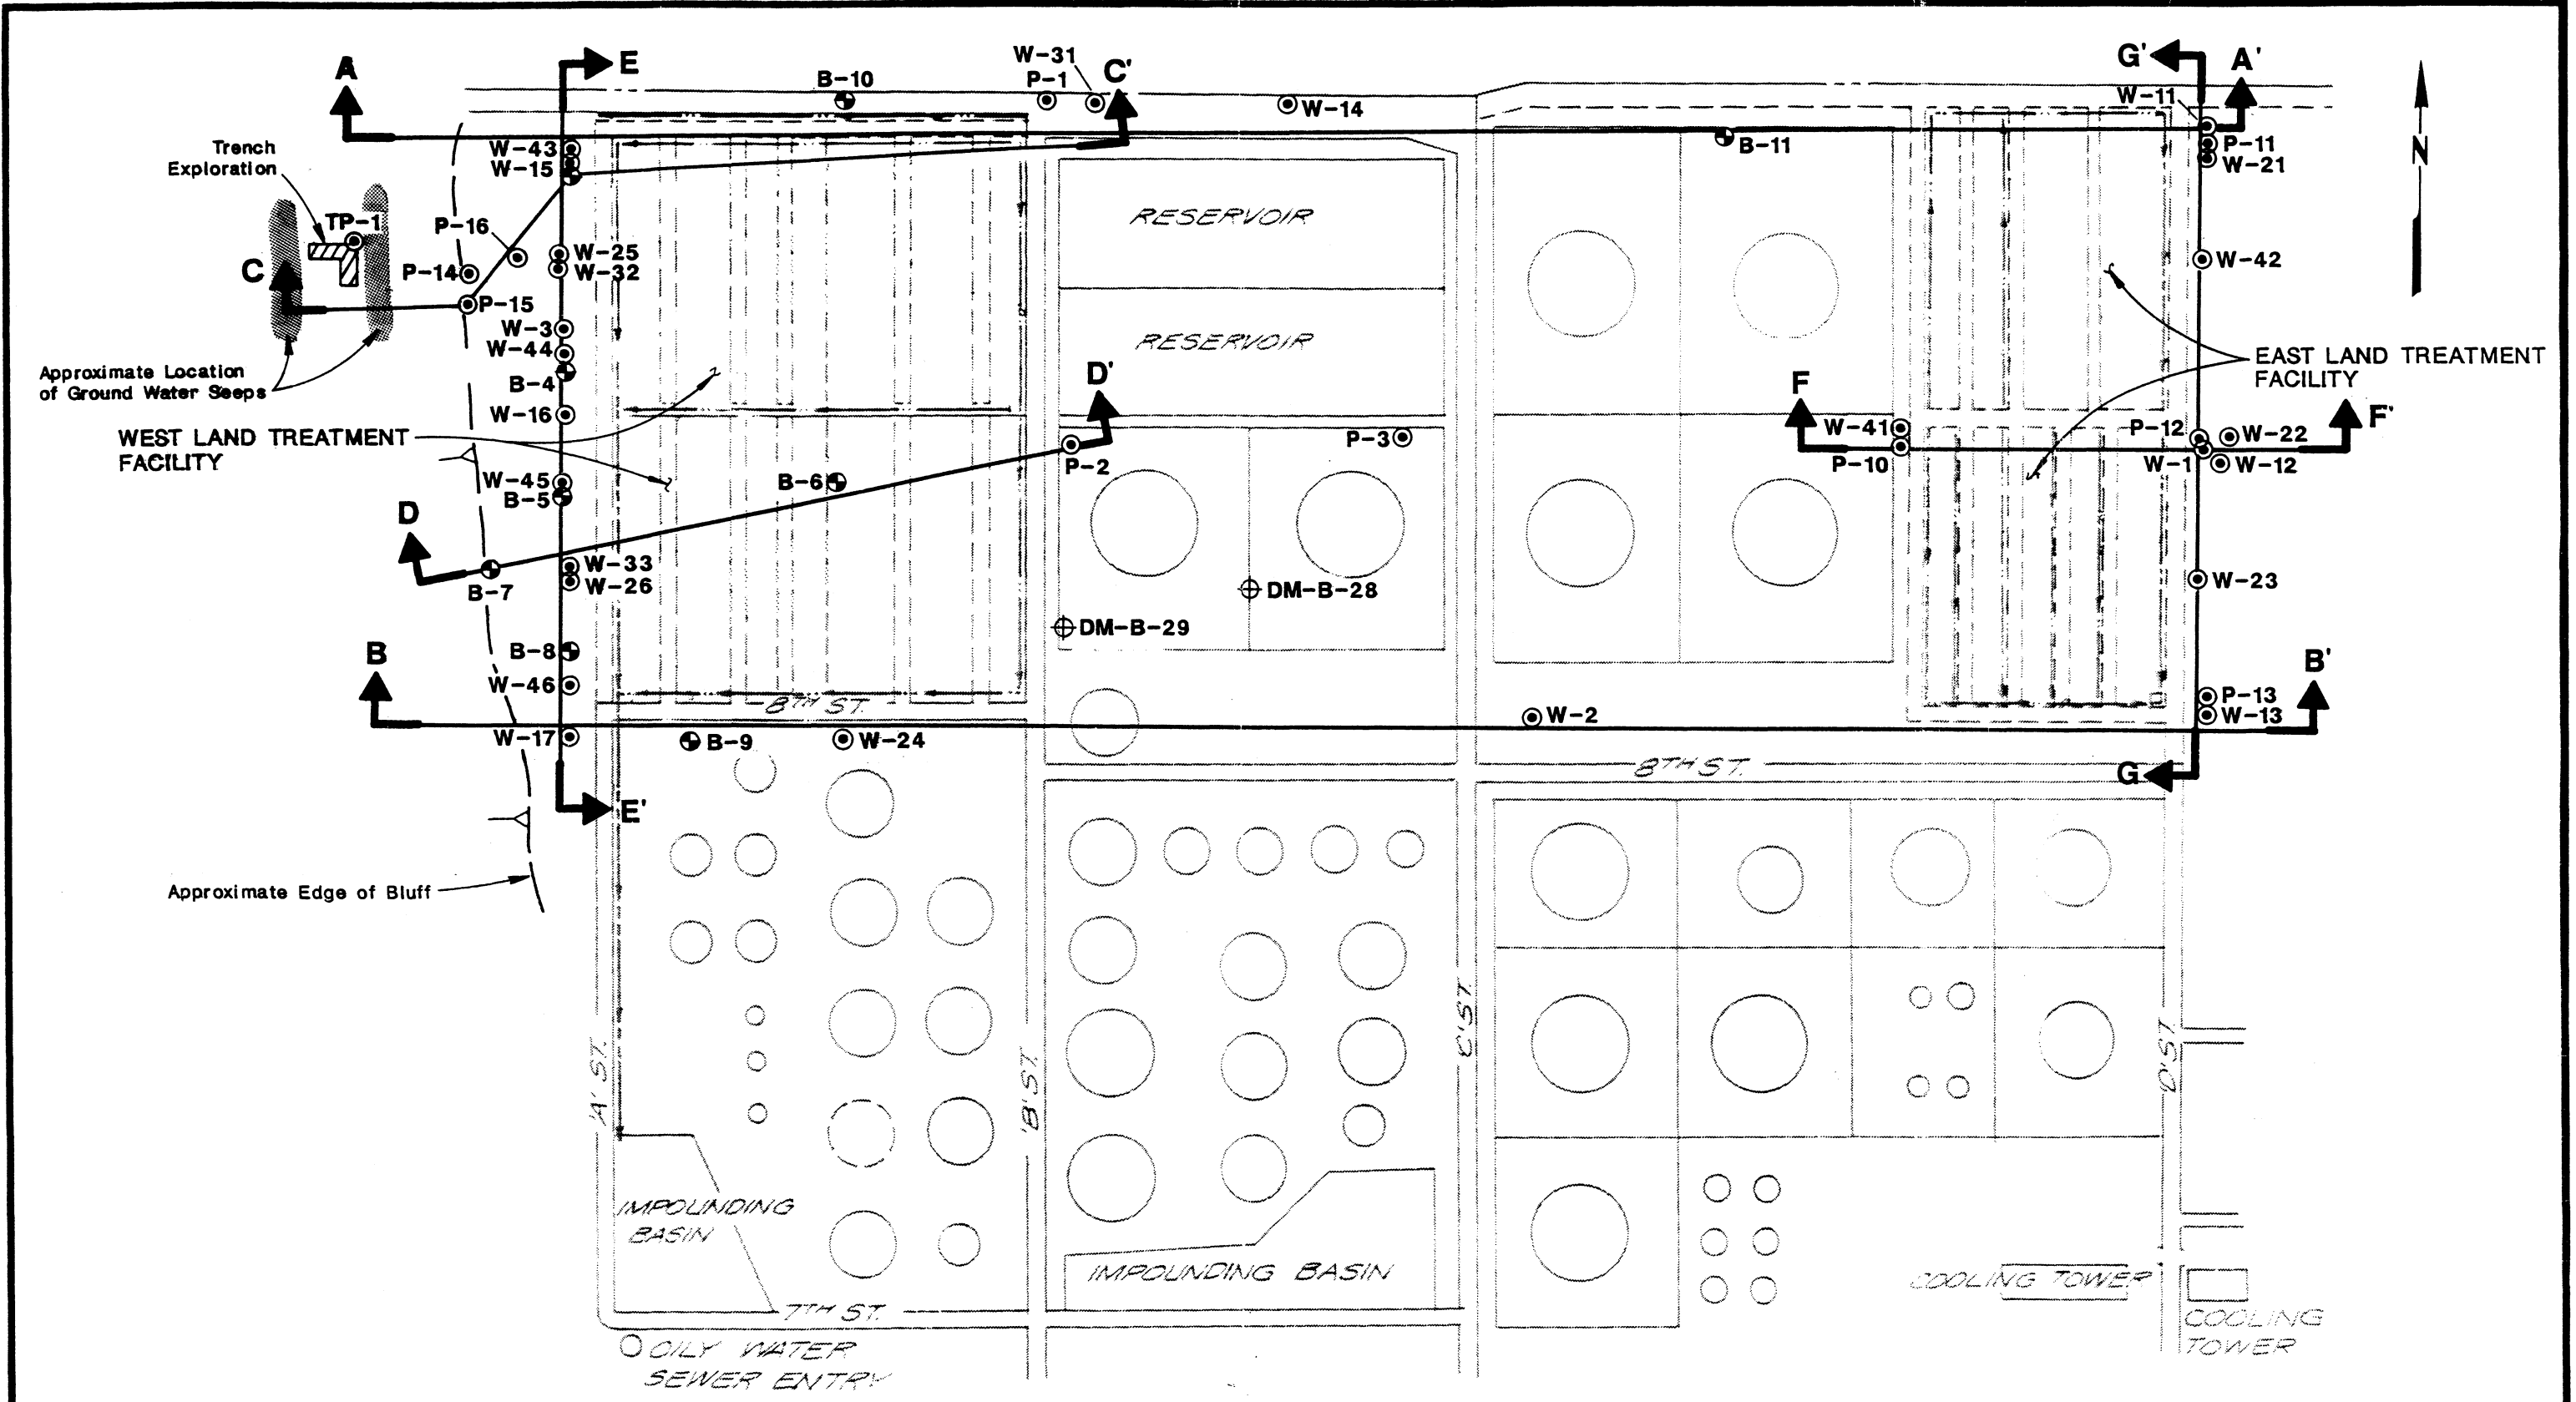 A
E
B-10
W-31
P-1
C'
W-14
G'
A'
W-11
B-11
P-11
W-21
N
Trench
Exploration
W-43
W-15
TP-1
P-16
W-25
W-32
P-14
C
P-15
RESERVOIR
W-42
W-3
W-44
B-4
W-16
RESERVOIR
Approximate Location
of Ground Water Seeps
EAST LAND TREATMENT
FACILITY
WEST LAND TREATMENT
FACILITY
D'
P-2
P-3
F
W-41
P-10
P-12
W-22
W-1
W-12
F'
W-45
B-5
B-6
D
B-7
W-33
W-26
DM-B-28
DM-B-29
W-23
B-8
W-46
B
8TH ST.
W-17
B-9
W-24
W-2
P-13
W-13
B'
8TH ST.
G
E'
Approximate Edge of Bluff
'A' ST.
'B' ST.
'C' ST.
'D' ST.
IMPOUNDING
BASIN
IMPOUNDING BASIN
COOLING TOWER
COOLING
TOWER
7TH ST.
OILY WATER
SEWER ENTRY